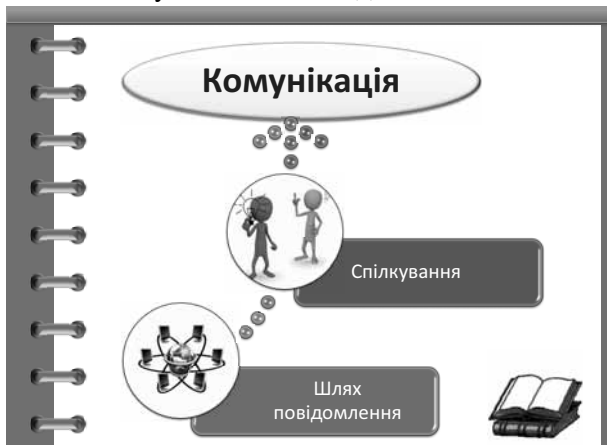 Комунікація
Спілкування
Шлях
повідомлення